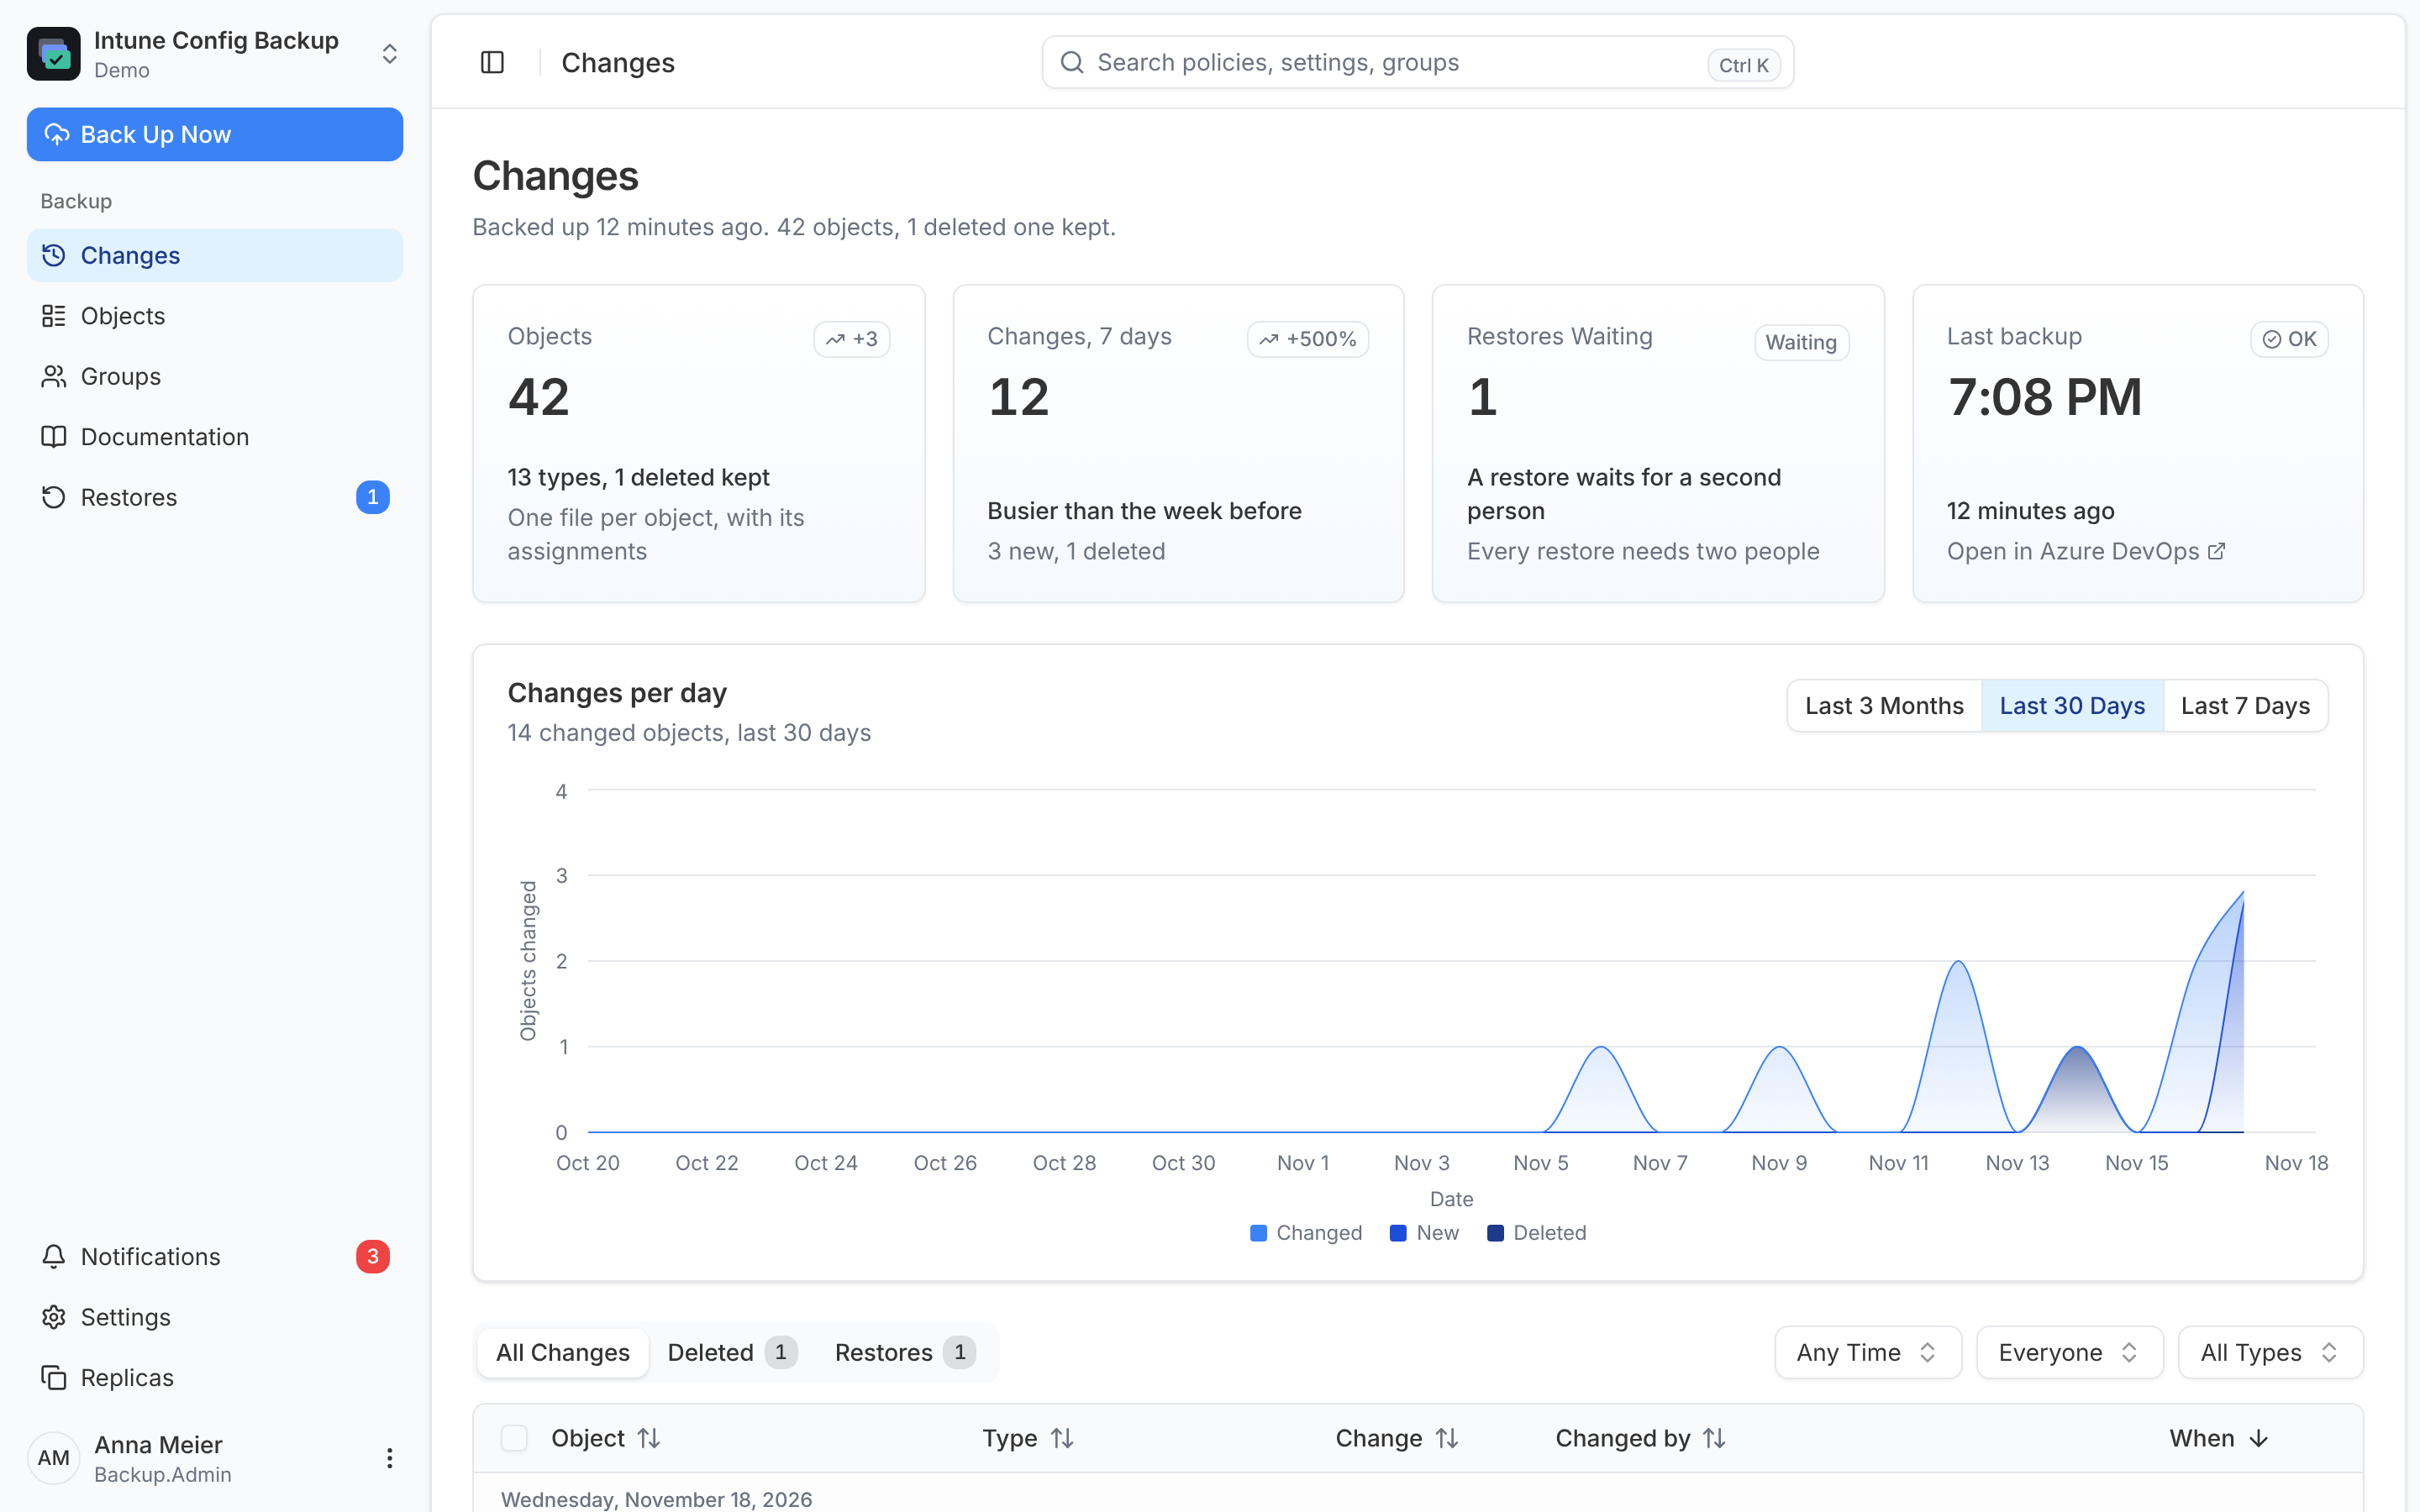 Intune Config Backup
Demo
Back Up Now
Backup
Changes
Objects
Groups
Documentation
Restores 1
Notifications 3
Settings
Replicas
AM
Anna Meier
Backup.Admin
Changes
Search policies, settings, groups
Ctrl K
Changes
Backed up 12 minutes ago. 42 objects, 1 deleted one kept.
Objects
+3
42
13 types, 1 deleted kept
One file per object, with its
assignments
Changes, 7 days
+500%
12
Busier than the week before
3 new, 1 deleted
Restores Waiting
Waiting
1
A restore waits for a second
person
Every restore needs two people
Last backup
OK
7:08 PM
12 minutes ago
Open in Azure DevOps
Changes per day
14 changed objects, last 30 days
Last 3 Months
Last 30 Days
Last 7 Days
Objects changed
4
3
2
1
0
Oct 20 Oct 22 Oct 24 Oct 26 Oct 28 Oct 30 Nov 1 Nov 3 Nov 5 Nov 7 Nov 9 Nov 11 Nov 13 Nov 15 Nov 18
Date
Changed New Deleted
All Changes Deleted 1 Restores 1
Any Time Everyone All Types
Object Type Change Changed by When
Wednesday, November 18, 2026